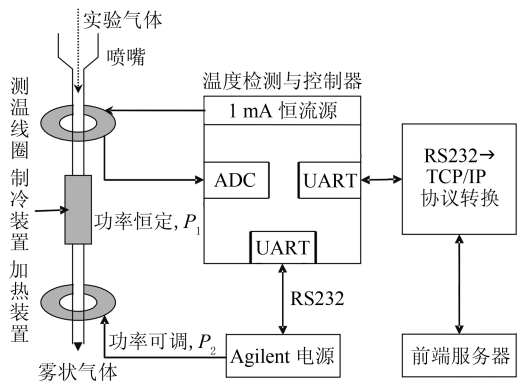 实验气体
喷嘴
测温线圈
制冷装置
加热装置
功率恒定,P1
功率可调,P2
雾状气体
温度检测与控制器
1 mA 恒流源
ADC
UART
UART
RS232
Agilent 电源
RS232→
TCP/IP
协议转换
前端服务器